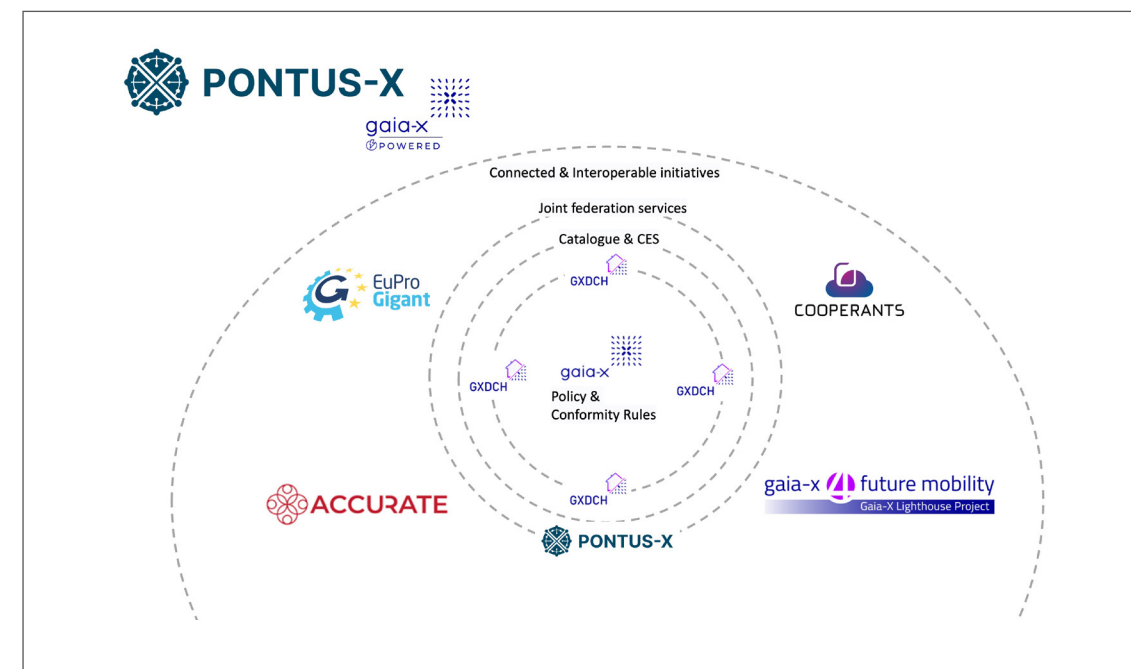 PONTUS-X
gaia-x
POWERED
Connected & Interoperable initiatives
Joint federation services
Catalogue & CES
GXDCH
EuPro
Gigant
COOPERANTS
gaia-x
GXDCH
GXDCH
Policy &
Conformity Rules
ACCURATE
GXDCH
gaia-x 4 future mobility
Gaia-X Lighthouse Project
PONTUS-X